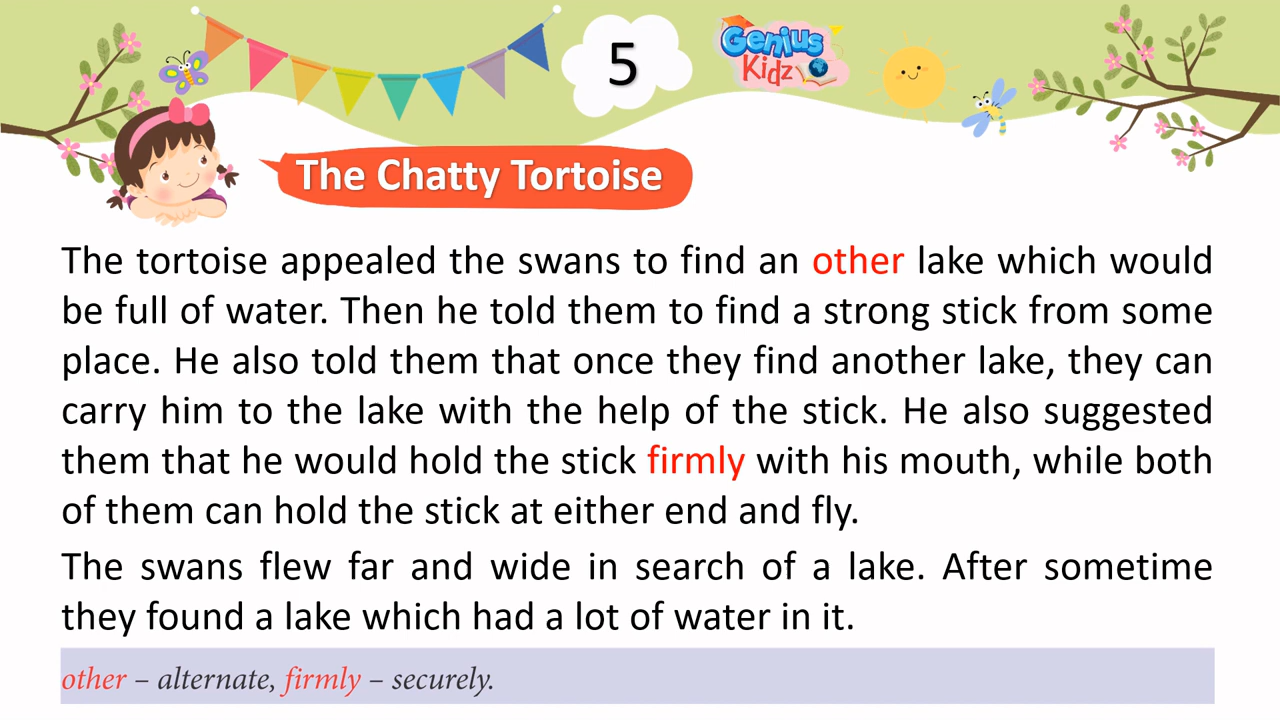 5
Genius
Kidz
The Chatty Tortoise
The tortoise appealed the swans to find an other lake which would
be full of water. Then he told them to find a strong stick from some
place. He also told them that once they find another lake, they can
carry him to the lake with the help of the stick. He also suggested
them that he would hold the stick firmly with his mouth, while both
of them can hold the stick at either end and fly.
The swans flew far and wide in search of a lake. After sometime
they found a lake which had a lot of water in it.
other – alternate, firmly – securely.